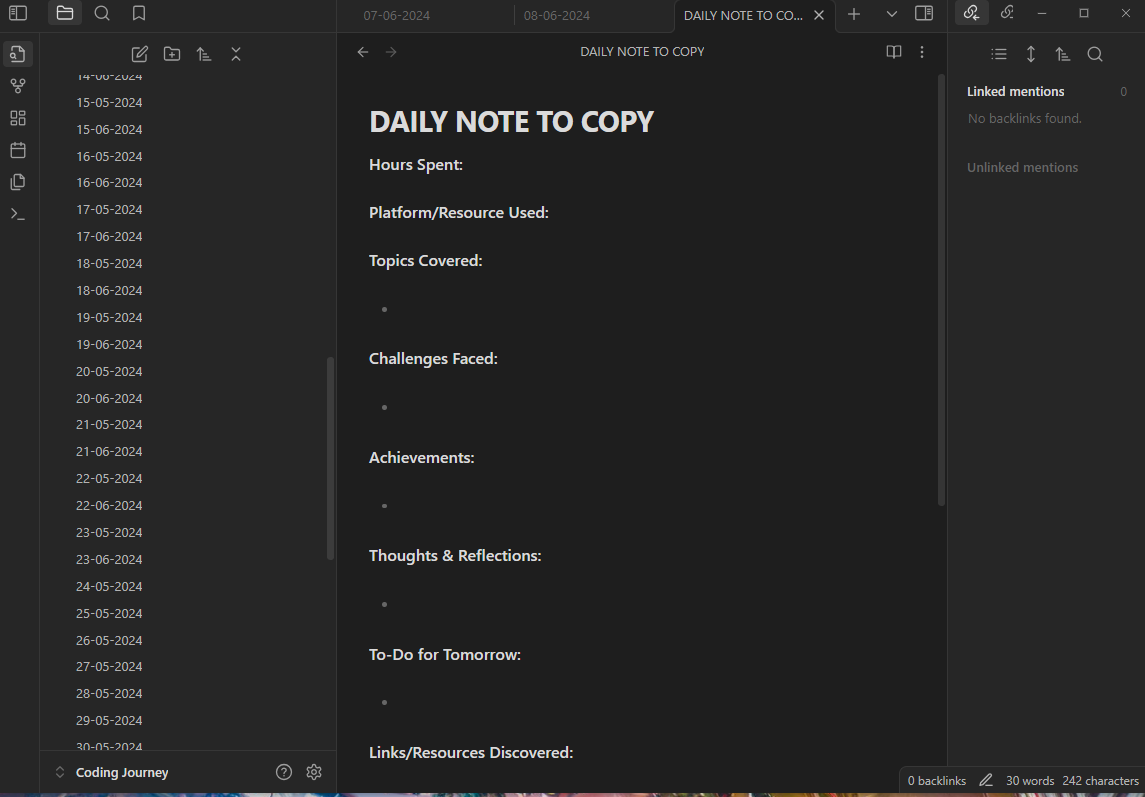 07-06-2024
08-06-2024
DAILY NOTE TO CO...
DAILY NOTE TO COPY
14-06-2024
15-05-2024
15-06-2024
16-05-2024
16-06-2024
17-05-2024
17-06-2024
18-05-2024
18-06-2024
19-05-2024
19-06-2024
20-05-2024
20-06-2024
21-05-2024
21-06-2024
22-05-2024
22-06-2024
23-05-2024
23-06-2024
24-05-2024
25-05-2024
26-05-2024
27-05-2024
28-05-2024
29-05-2024
30-05-2024
Coding Journey
DAILY NOTE TO COPY
Hours Spent:
Platform/Resource Used:
Topics Covered:
Challenges Faced:
Achievements:
Thoughts & Reflections:
To-Do for Tomorrow:
Links/Resources Discovered:
Linked mentions 0
No backlinks found.
Unlinked mentions
0 backlinks 30 words 242 characters